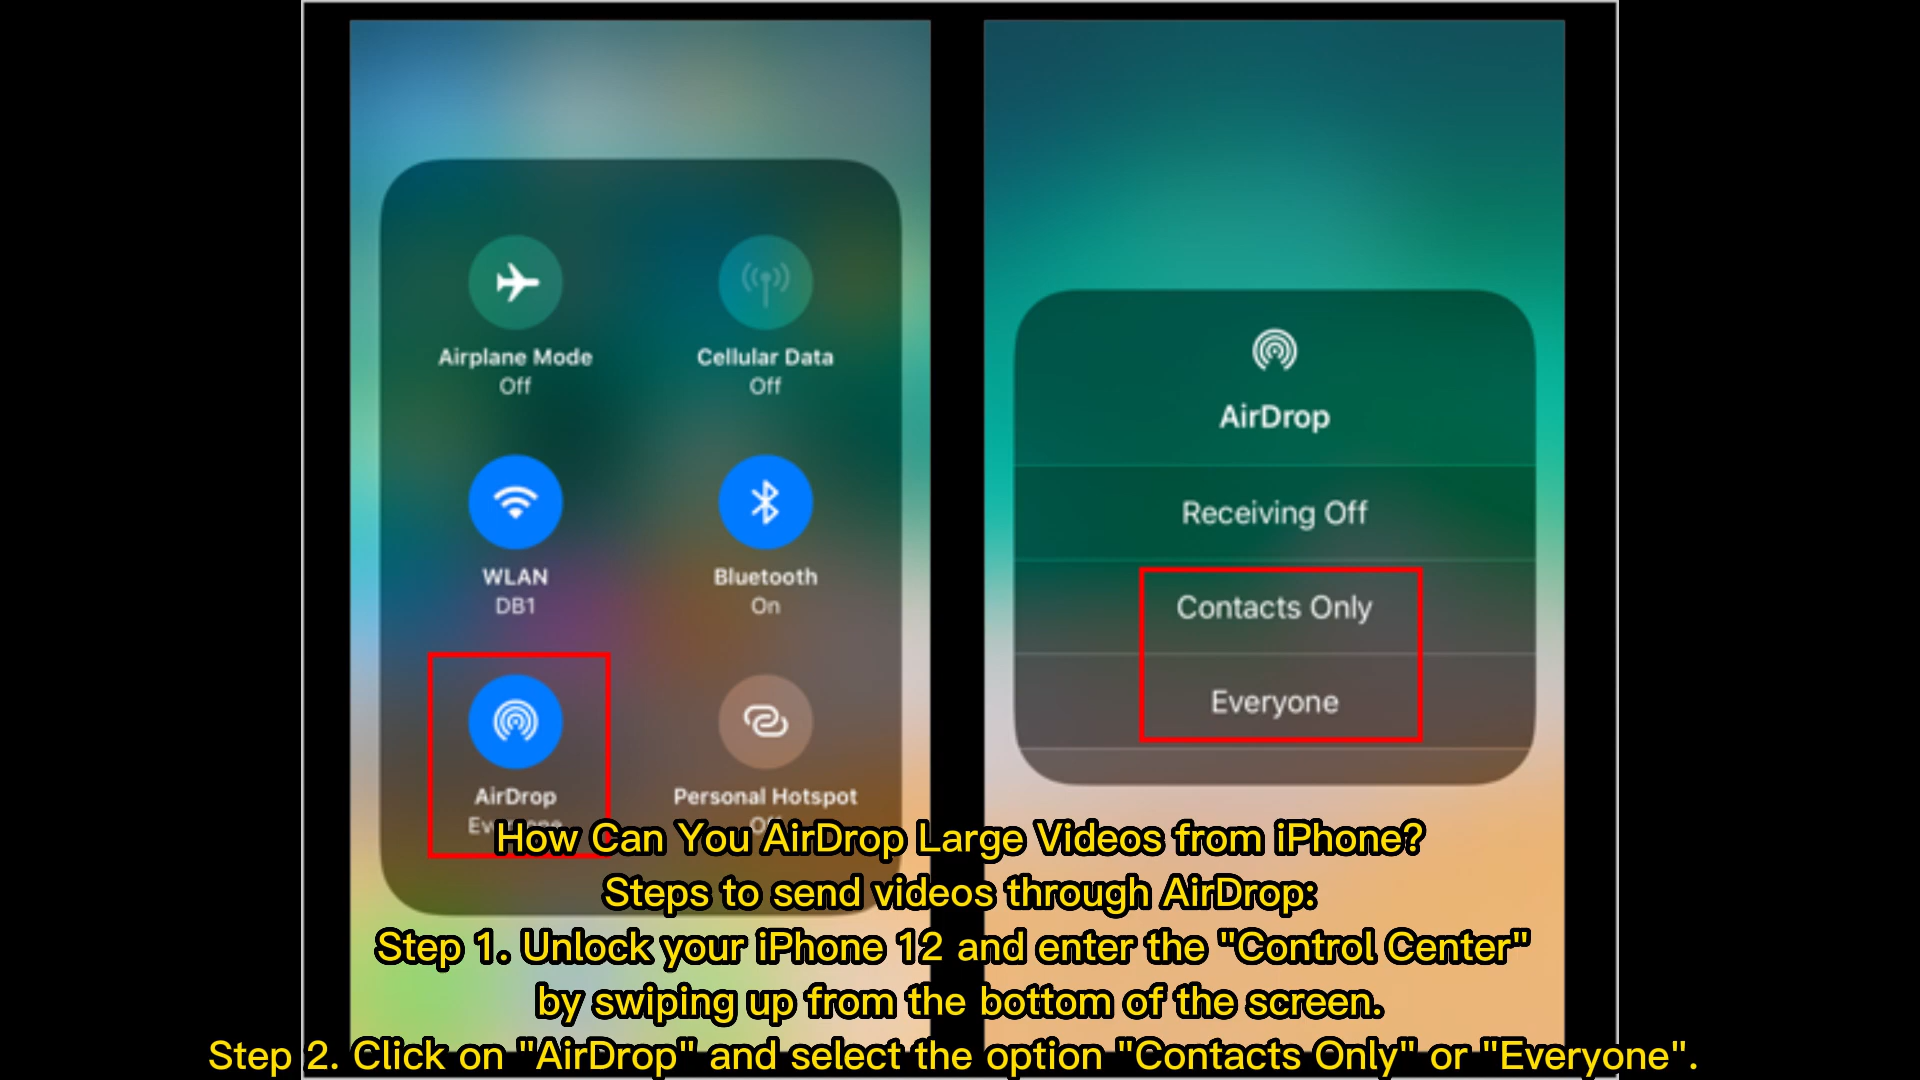 Airplane Mode
Off
Cellular Data
Off
WLAN
DB1
Bluetooth
On
AirDrop
Everyone
Personal Hotspot
Off
AirDrop
Receiving Off
Contacts Only
Everyone
How Can You AirDrop Large Videos from iPhone?
Steps to send videos through AirDrop:
Step 1. Unlock your iPhone 12 and enter the "Control Center"
by swiping up from the bottom of the screen.
Step 2. Click on "AirDrop" and select the option "Contacts Only" or "Everyone".